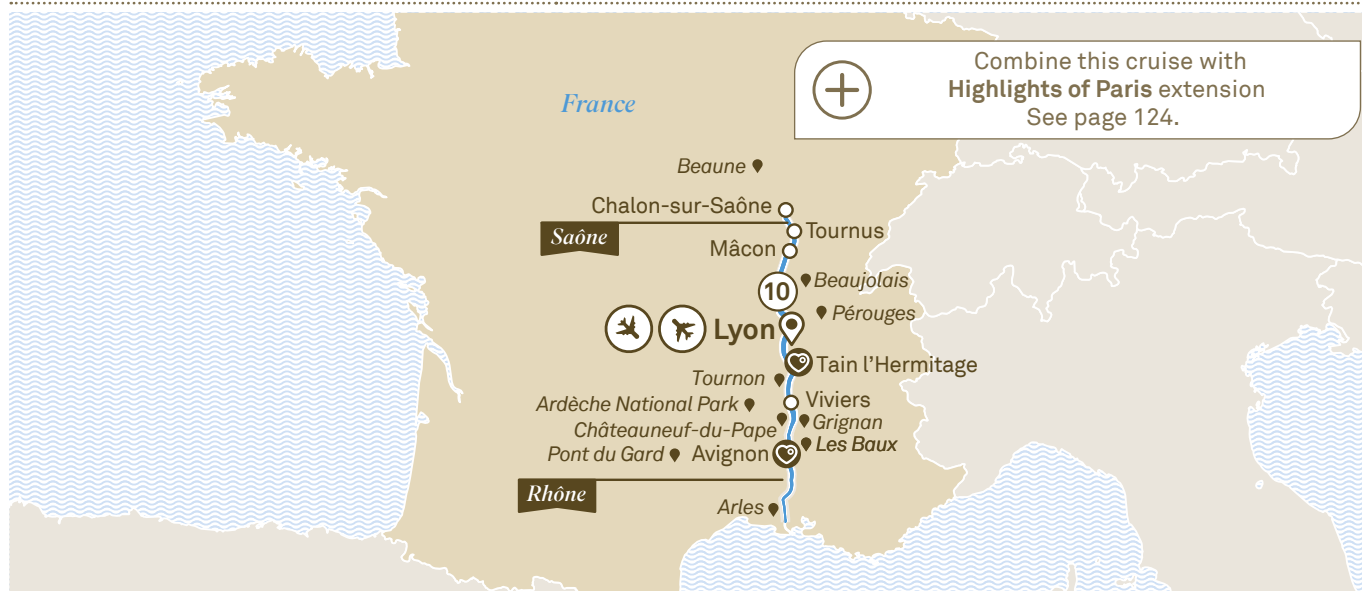 Combine this cruise with
Highlights of Paris extension
See page 124.
France
Beaune
Chalon-sur-Saône
Saône
Tournus
Mâcon
Beaujolais
10
Pérouges
Lyon
Tain l’Hermitage
Tournon
Viviers
Ardèche National Park
Grignan
Châteauneuf-du-Pape
Les Baux
Pont du Gard
Avignon
Rhône
Arles